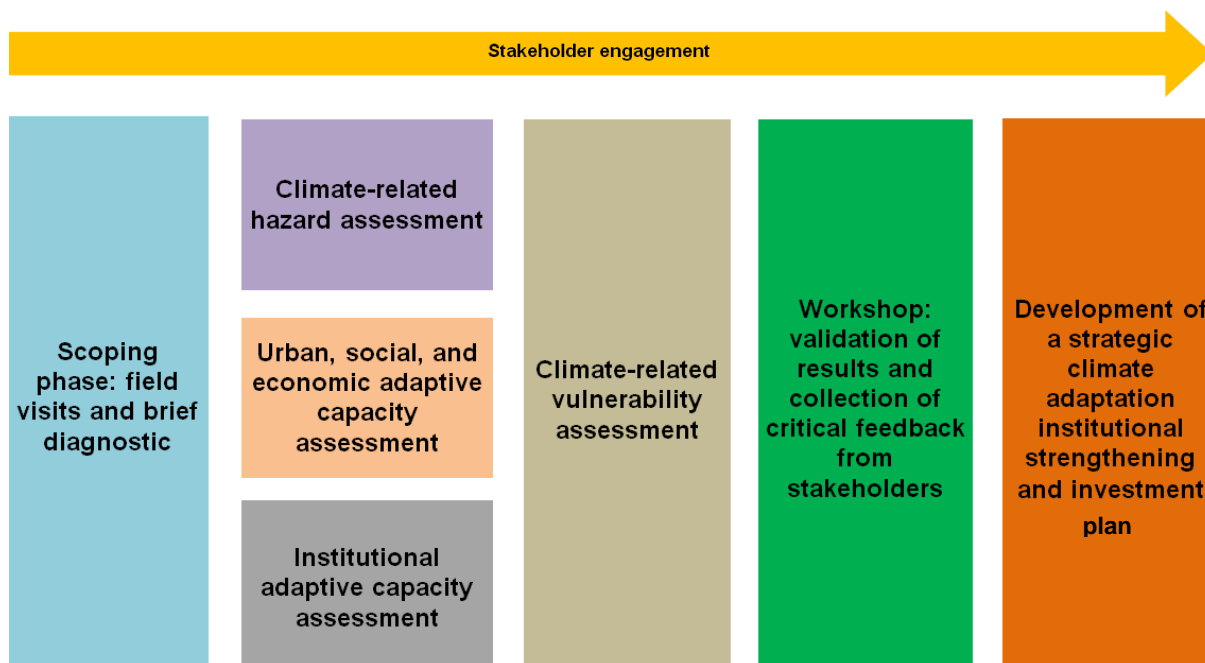 Stakeholder engagement
Scoping
phase: field
visits and brief
diagnostic
Climate-related
hazard assessment
Urban, social, and
economic adaptive
capacity
assessment
Institutional
adaptive capacity
assessment
Climate-related
vulnerability
assessment
Workshop:
validation of
results and
collection of
critical feedback
from
stakeholders
Development of
a strategic
climate
adaptation
institutional
strengthening
and investment
plan